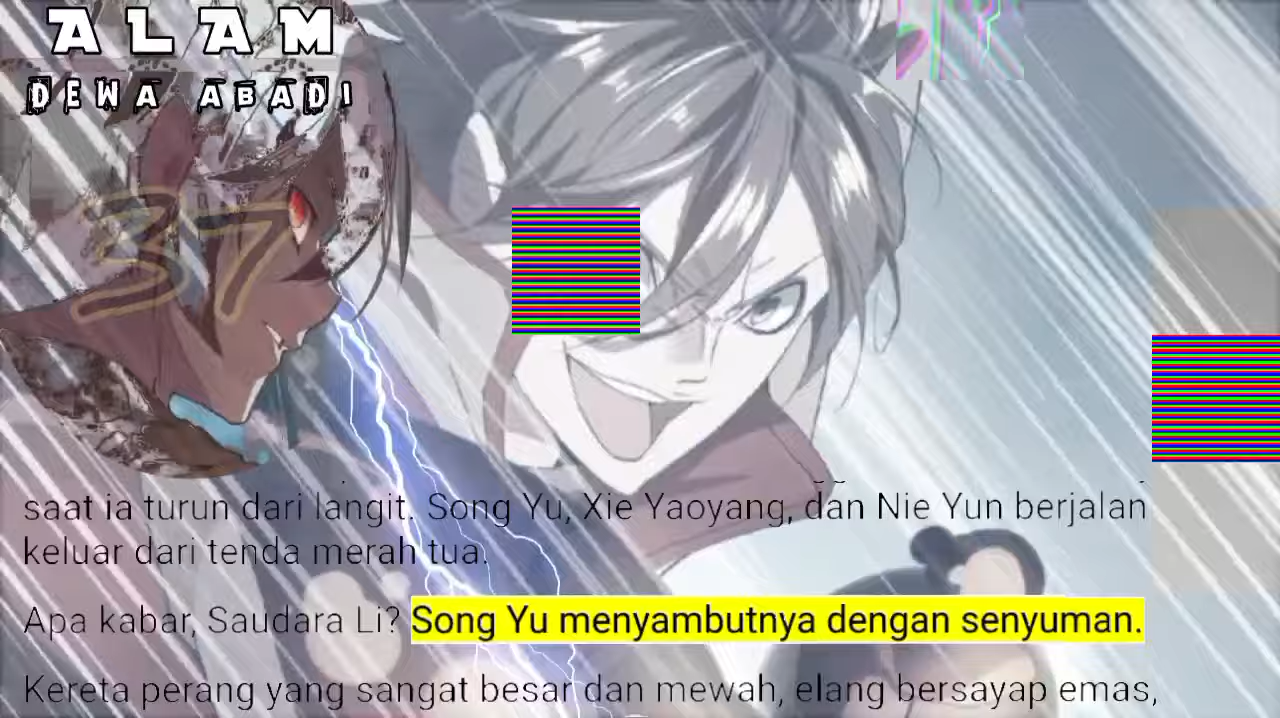 ALAM
DEWA ABADI
37
saat ia turun dari langit. Song Yu, Xie Yaoyang, dan Nie Yun berjalan
keluar dari tenda merah tua.
Apa kabar, Saudara Li? Song Yu menyambutnya dengan senyuman.
Kereta perang yang sangat besar dan mewah, elang bersayap emas,